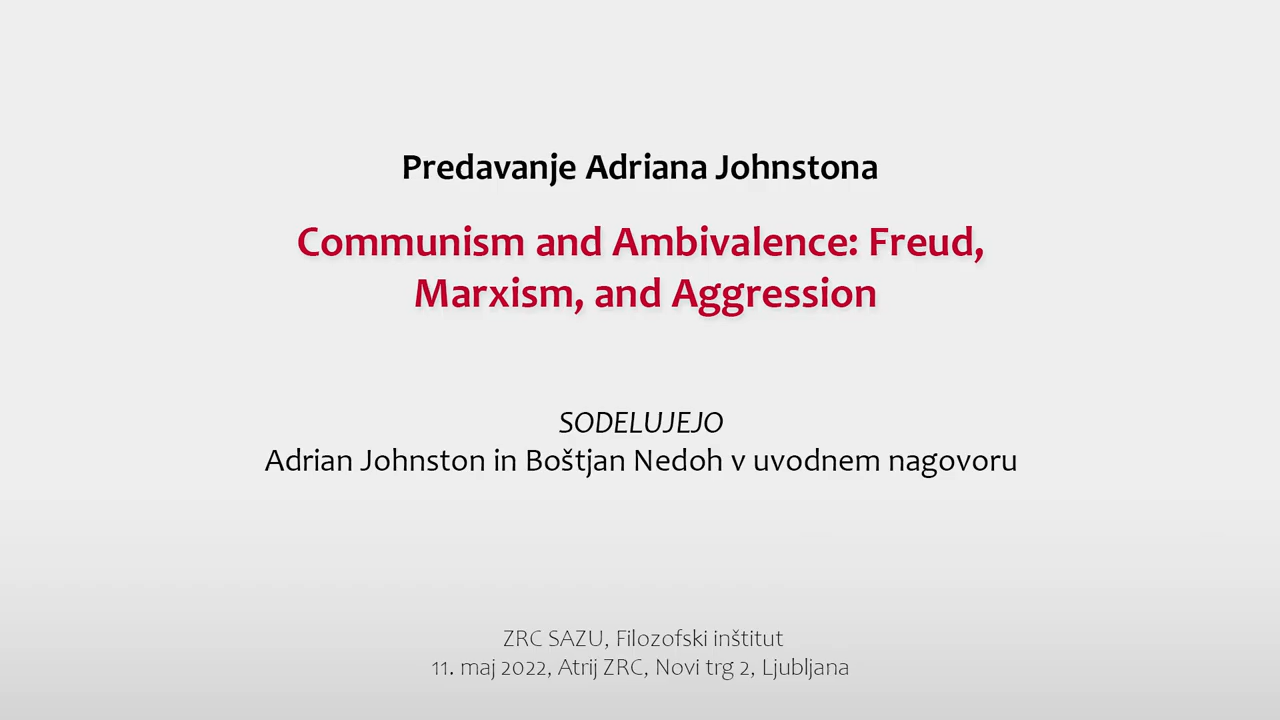 Predavanje Adriana Johnstona
Communism and Ambivalence: Freud,
Marxism, and Aggression
SODELUJEJO
Adrian Johnston in Boštjan Nedoh v uvodnem nagovoru
ZRC SAZU, Filozofski inštitut
11. maj 2022, Atrij ZRC, Novi trg 2, Ljubljana